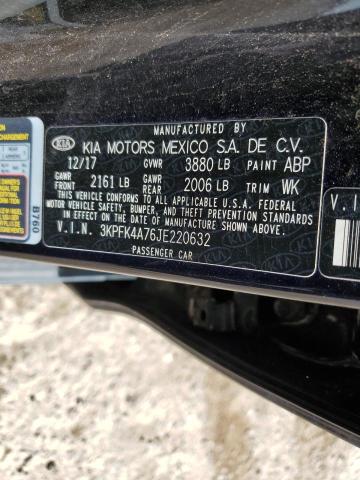 MANUFACTURED BY
KIA KIA MOTORS MEXICO S.A. DE C.V.
12/17 GVWR 3880 LB PAINT ABP
GAWR FRONT 2161 LB GAWR REAR 2006 LB TRIM WK
THIS VEHICLE CONFORMS TO ALL APPLICABLE U.S.A. FEDERAL
MOTOR VEHICLE SAFETY, BUMPER, AND THEFT PREVENTION
STANDARDS IN EFFECT ON THE DATE OF MANUFACTURE SHOWN ABOVE.
V.I.N. 3KPFK4A76JE220632
PASSENGER CAR
B760
V.I